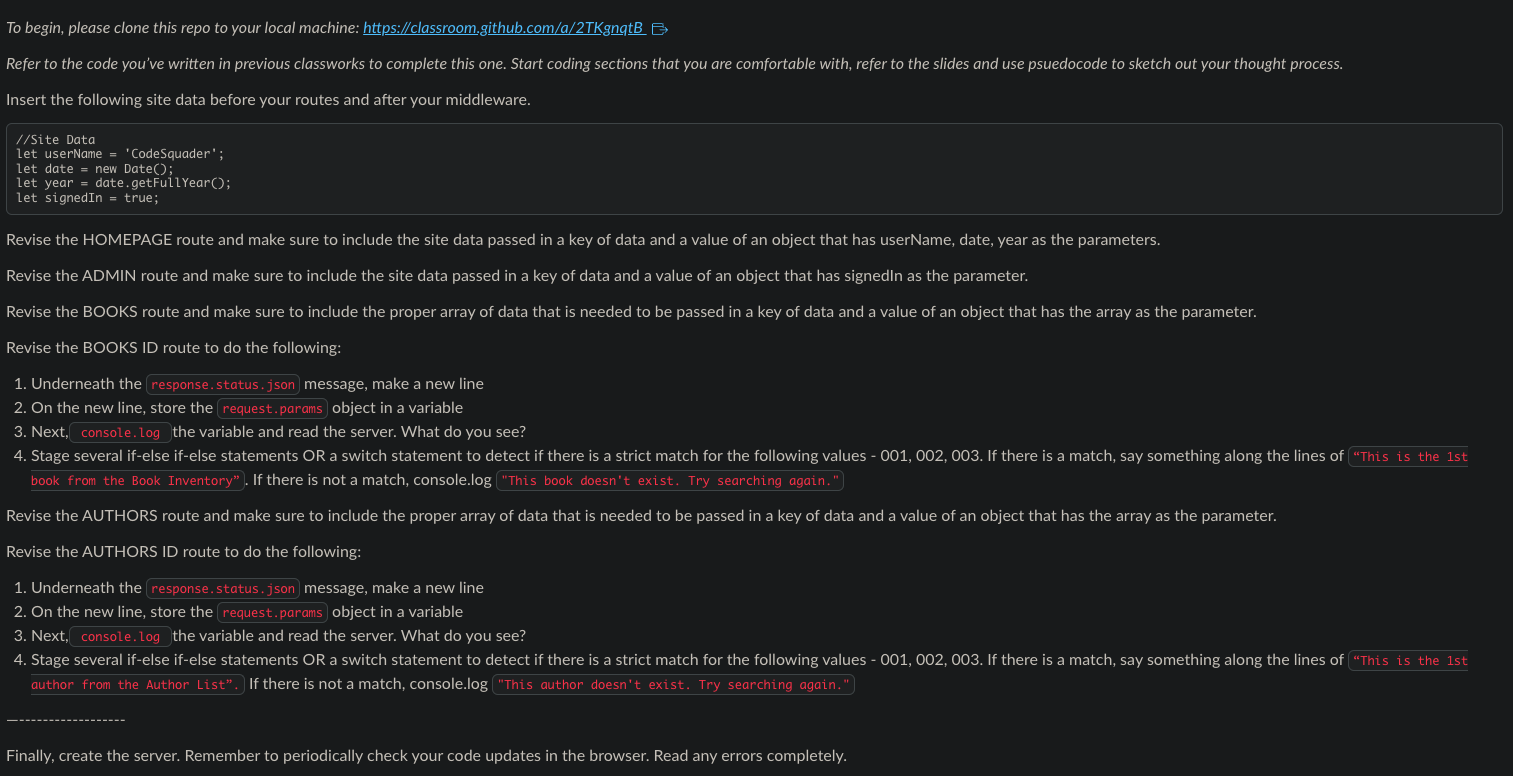 To begin, please clone this repo to your local machine: https://classroom.github.com/a/2TKgnqtB
Refer to the code you've written in previous classworks to complete this one. Start coding sections that you are comfortable with, refer to the slides and use psuedocode to sketch out your thought process.
Insert the following site data before your routes and after your middleware.
//Site Data
let userName = 'CodeSquader';
let date = new Date();
let year = date.getFullYear();
let signedIn = true;
Revise the HOMEPAGE route and make sure to include the site data passed in a key of data and a value of an object that has userName, date, year as the parameters.
Revise the ADMIN route and make sure to include the site data passed in a key of data and a value of an object that has signedIn as the parameter.
Revise the BOOKS route and make sure to include the proper array of data that is needed to be passed in a key of data and a value of an object that has the array as the parameter.
Revise the BOOKS ID route to do the following:
1. Underneath the response.status.json message, make a new line
2. On the new line, store the request.params object in a variable
3. Next, console.log the variable and read the server. What do you see?
4. Stage several if-else if-else statements OR a switch statement to detect if there is a strict match for the following values - 001, 002, 003. If there is a match, say something along the lines of “This is the 1st
book from the Book Inventory”. If there is not a match, console.log "This book doesn't exist. Try searching again."
Revise the AUTHORS route and make sure to include the proper array of data that is needed to be passed in a key of data and a value of an object that has the array as the parameter.
Revise the AUTHORS ID route to do the following:
1. Underneath the response.status.json message, make a new line
2. On the new line, store the request.params object in a variable
3. Next, console.log the variable and read the server. What do you see?
4. Stage several if-else if-else statements OR a switch statement to detect if there is a strict match for the following values - 001, 002, 003. If there is a match, say something along the lines of “This is the 1st
author from the Author List”. If there is not a match, console.log "This author doesn't exist. Try searching again."
—------------------
Finally, create the server. Remember to periodically check your code updates in the browser. Read any errors completely.